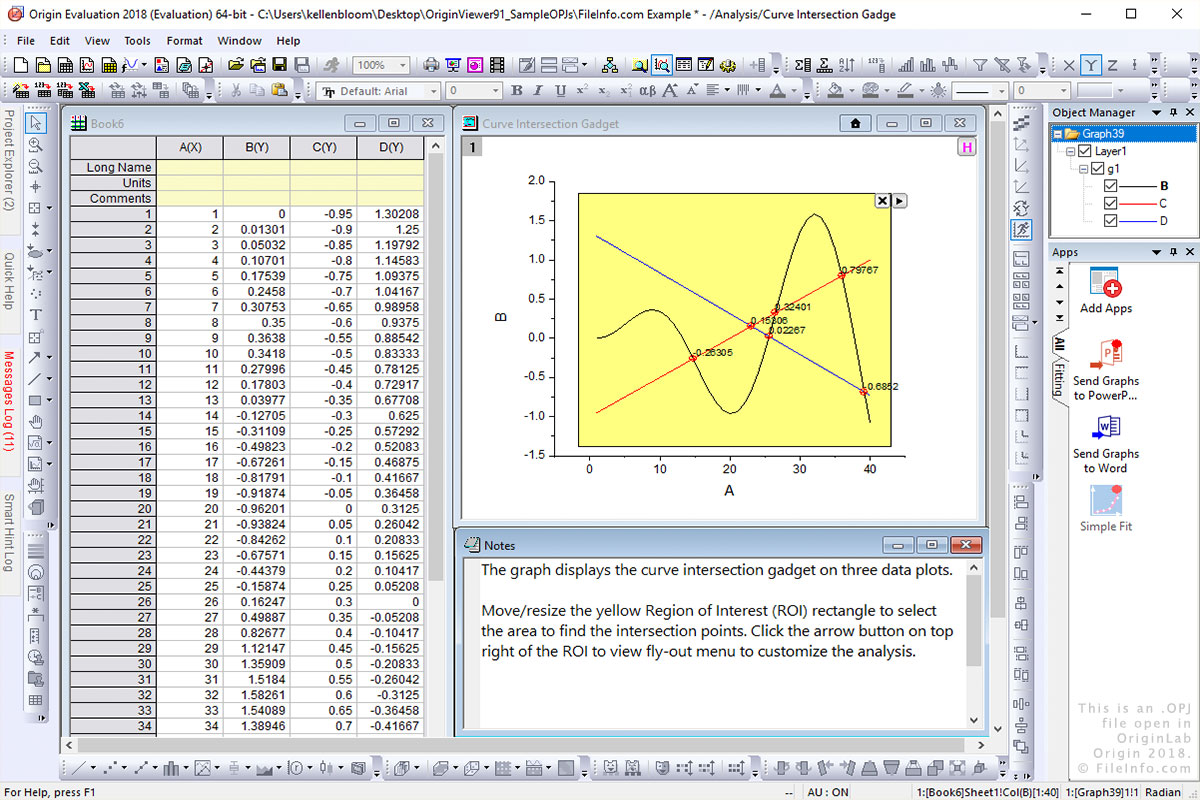 Origin Evaluation 2018 (Evaluation) 64-bit - C:\Users\kellenbloom\Desktop\OriginViewer91_SampleOPJs\FileInfo.com Example * - /Analysis/Curve Intersection Gadge
File Edit View Tools Format Window Help
100%
Default: Arial 0 B I U αβ A A 0
Project Explorer (2)
Quick Help
Messages Log (11)
Smart Hint Log
Book6
A(X) B(Y) C(Y) D(Y)
Long Name
Units
Comments
1 1 0 -0.95 1.30208
2 2 0.01301 -0.9 1.25
3 3 0.05032 -0.85 1.19792
4 4 0.10701 -0.8 1.14583
5 5 0.17539 -0.75 1.09375
6 6 0.2458 -0.7 1.04167
7 7 0.30753 -0.65 0.98958
8 8 0.35 -0.6 0.9375
9 9 0.3638 -0.55 0.88542
10 10 0.3418 -0.5 0.83333
11 11 0.27996 -0.45 0.78125
12 12 0.17803 -0.4 0.72917
13 13 0.03977 -0.35 0.67708
14 14 -0.12705 -0.3 0.625
15 15 -0.31109 -0.25 0.57292
16 16 -0.49823 -0.2 0.52083
17 17 -0.67261 -0.15 0.46875
18 18 -0.81791 -0.1 0.41667
19 19 -0.91874 -0.05 0.36458
20 20 -0.96201 0 0.3125
21 21 -0.93824 0.05 0.26042
22 22 -0.84262 0.1 0.20833
23 23 -0.67571 0.15 0.15625
24 24 -0.44379 0.2 0.10417
25 25 -0.15874 0.25 0.05208
26 26 0.16247 0.3 0
27 27 0.49887 0.35 -0.05208
28 28 0.82677 0.4 -0.10417
29 29 1.12147 0.45 -0.15625
30 30 1.35909 0.5 -0.20833
31 31 1.5184 0.55 -0.26042
32 32 1.58261 0.6 -0.3125
33 33 1.54089 0.65 -0.36458
34 34 1.38946 0.7 -0.41667
Curve Intersection Gadget
1
H
2.0
1.5
1.0
0.5
0.0
-0.5
-1.0
-1.5
B
0.79767
0.32401
0.15306
0.02267
-0.26305
-0.6852
0 10 20 30 40
A
Notes
The graph displays the curve intersection gadget on three data plots.
Move/resize the yellow Region of Interest (ROI) rectangle to select
the area to find the intersection points. Click the arrow button on top
right of the ROI to view fly-out menu to customize the analysis.
Object Manager
Graph39
Layer1
g1
B
C
D
Apps
All
Fitting
Add Apps
Send Graphs
to PowerP...
Send Graphs
to Word
Simple Fit
This is an .OPJ
file open in
OriginLab
Origin 2018.
© FileInfo.com
For Help, press F1 -- AU : ON 1:[Book6]Sheet1!Col(B)[1:40] 1:[Graph39]1!1 Radian